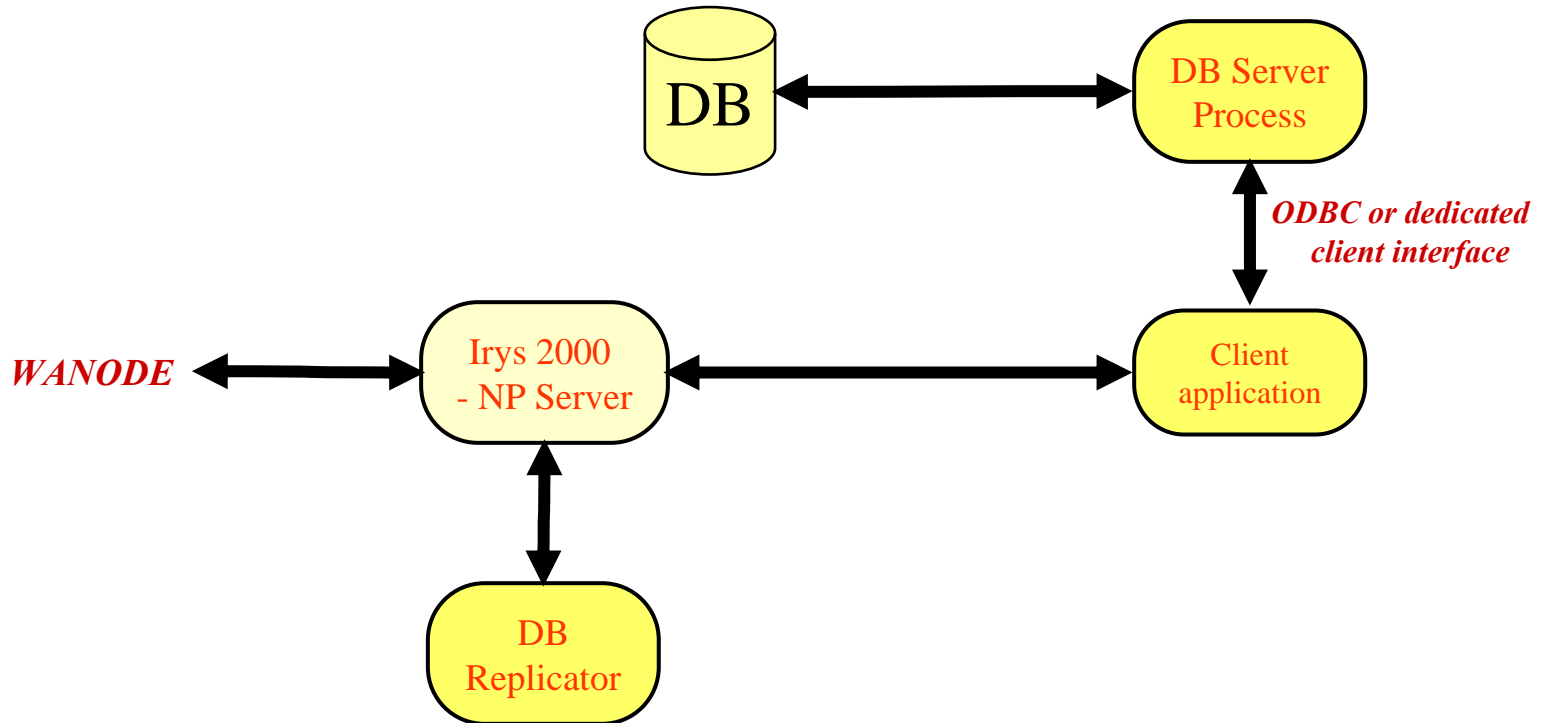 DB
DB Server
Process
ODBC or dedicated
client interface
WANODE
Irys 2000
- NP Server
Client
application
DB
Replicator